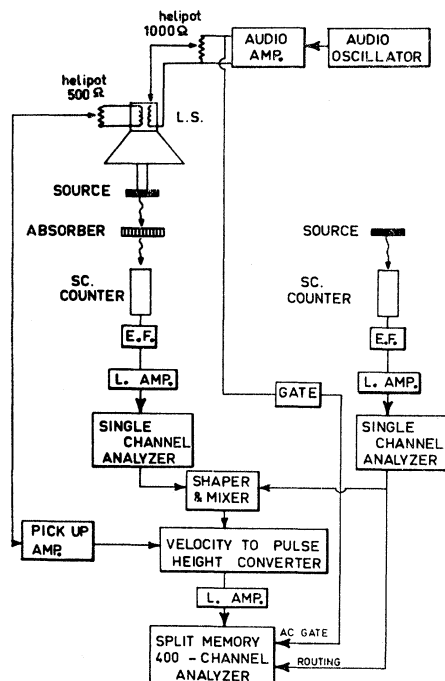 helipot
1000Ω
AUDIO
AMP.
AUDIO
OSCILLATOR
helipot
500Ω
L.S.
SOURCE
ABSORBER
SC.
COUNTER
E.F.
L. AMP.
SINGLE
CHANNEL
ANALYZER
SOURCE
SC.
COUNTER
E.F.
L. AMP.
GATE
SINGLE
CHANNEL
ANALYZER
SHAPER
& MIXER
PICK UP
AMP.
VELOCITY TO PULSE
HEIGHT CONVERTER
L. AMP.
AC GATE
SPLIT MEMORY
400 - CHANNEL
ANALYZER
ROUTING